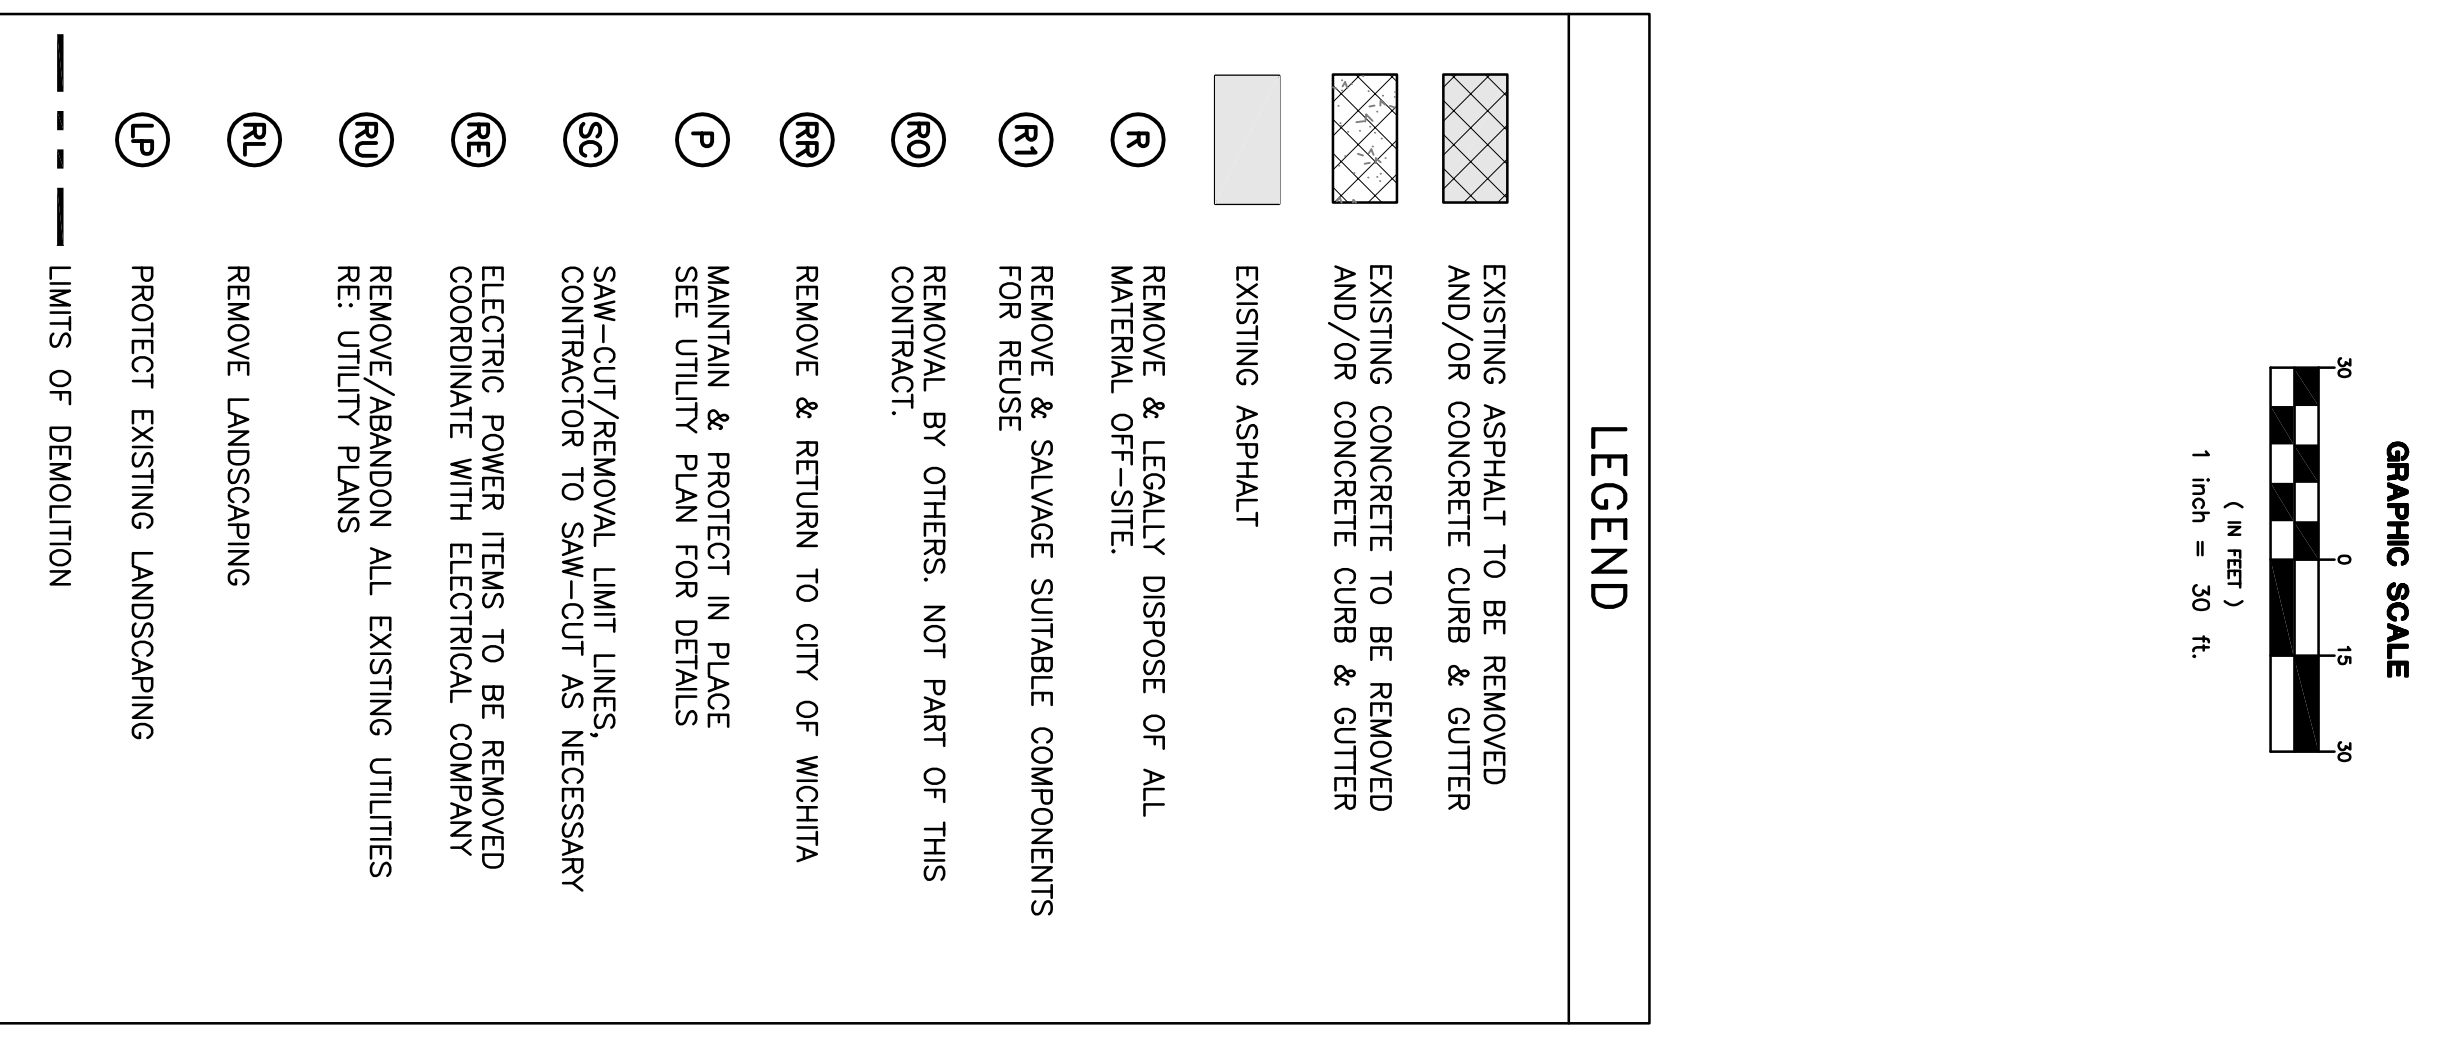 GRAPHIC SCALE
30 0 15 30
( IN FEET )
1 inch = 30 ft.
LEGEND
EXISTING ASPHALT TO BE REMOVED
AND/OR CONCRETE CURB & GUTTER
EXISTING CONCRETE TO BE REMOVED
AND/OR CONCRETE CURB & GUTTER
EXISTING ASPHALT
R REMOVE & LEGALLY DISPOSE OF ALL
MATERIAL OFF-SITE.
R1 REMOVE & SALVAGE SUITABLE COMPONENTS
FOR REUSE
RO REMOVAL BY OTHERS. NOT PART OF THIS
CONTRACT.
RR REMOVE & RETURN TO CITY OF WICHITA
P MAINTAIN & PROTECT IN PLACE
SEE UTILITY PLAN FOR DETAILS
SC SAW-CUT/REMOVAL LIMIT LINES,
CONTRACTOR TO SAW-CUT AS NECESSARY
RE ELECTRIC POWER ITEMS TO BE REMOVED
COORDINATE WITH ELECTRICAL COMPANY
RU REMOVE/ABANDON ALL EXISTING UTILITIES
RE: UTILITY PLANS
RL REMOVE LANDSCAPING
LP PROTECT EXISTING LANDSCAPING
LIMITS OF DEMOLITION